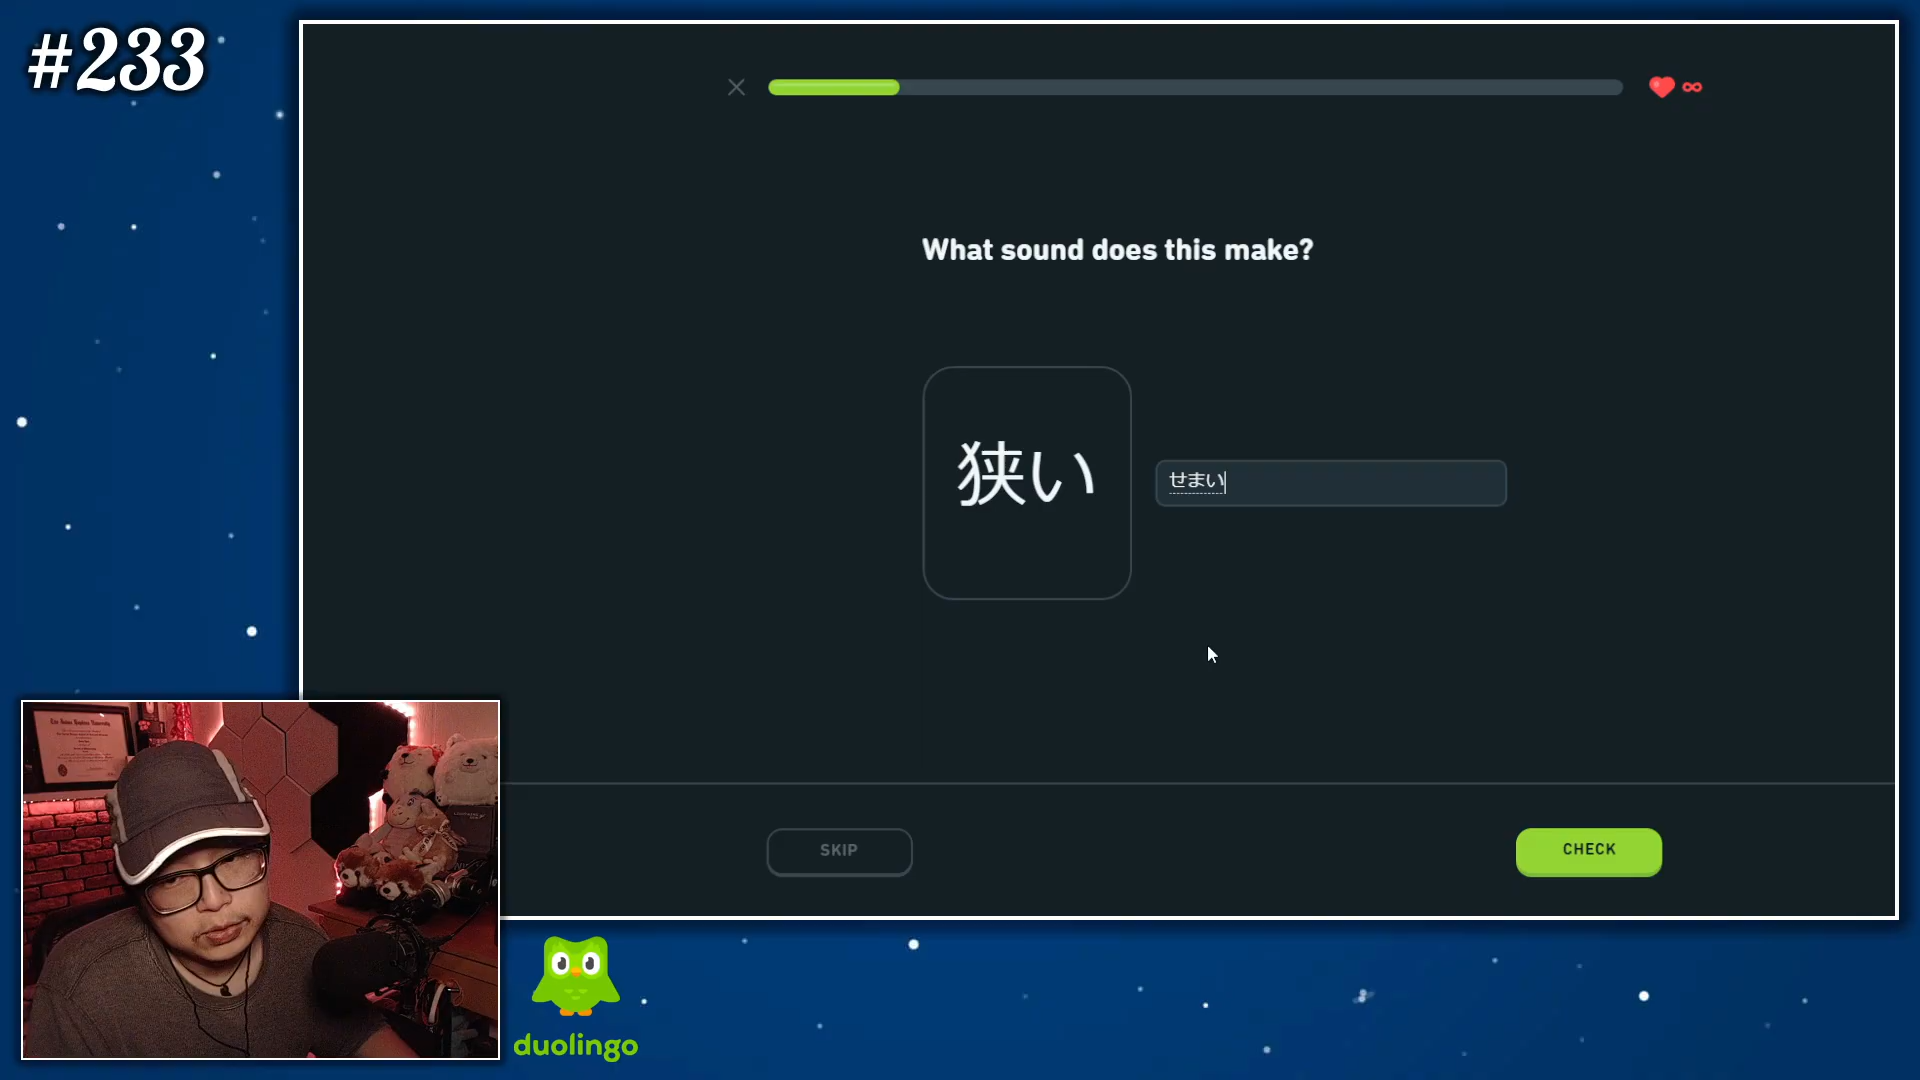 #233
∞
What sound does this make?
狭い
せまい
SKIP
CHECK
duolingo